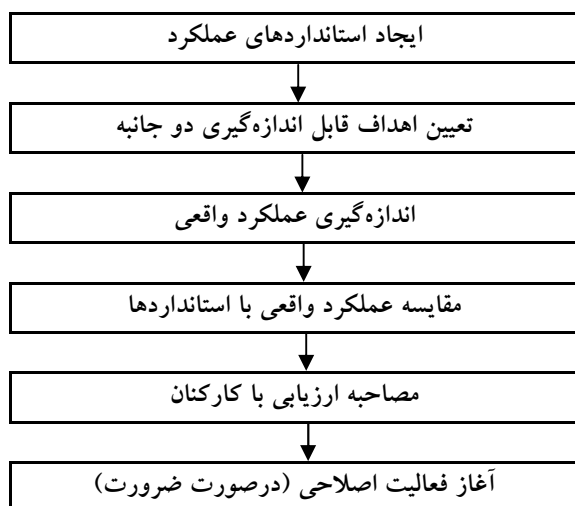 ایجاد استانداردهای عملکرد
تعیین اهداف قابل اندازه‌گیری دو جانبه
اندازه‌گیری عملکرد واقعی
مقایسه عملکرد واقعی با استانداردها
مصاحبه ارزیابی با کارکنان
آغاز فعالیت اصلاحی (درصورت ضرورت)